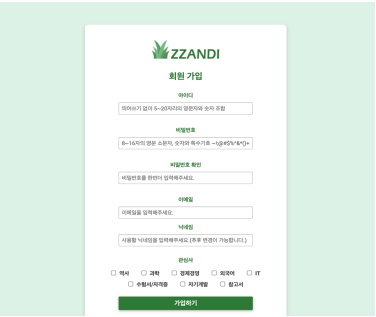 ZZANDI
회원 가입
아이디
띄어쓰기 없이 5~20자리의 영문자와 숫자 조합
비밀번호
8~16자의 영문 소문자, 숫자와 특수기호 ~!@#$%^&*()+
비밀번호 확인
비밀번호를 한번더 입력해주세요.
이메일
이메일을 입력해주세요.
닉네임
사용할 닉네임을 입력해주세요.(추후 변경이 가능합니다.)
관심사
역사 과학 경제경영 외국어 IT
수험서/자격증 자기계발 참고서
가입하기